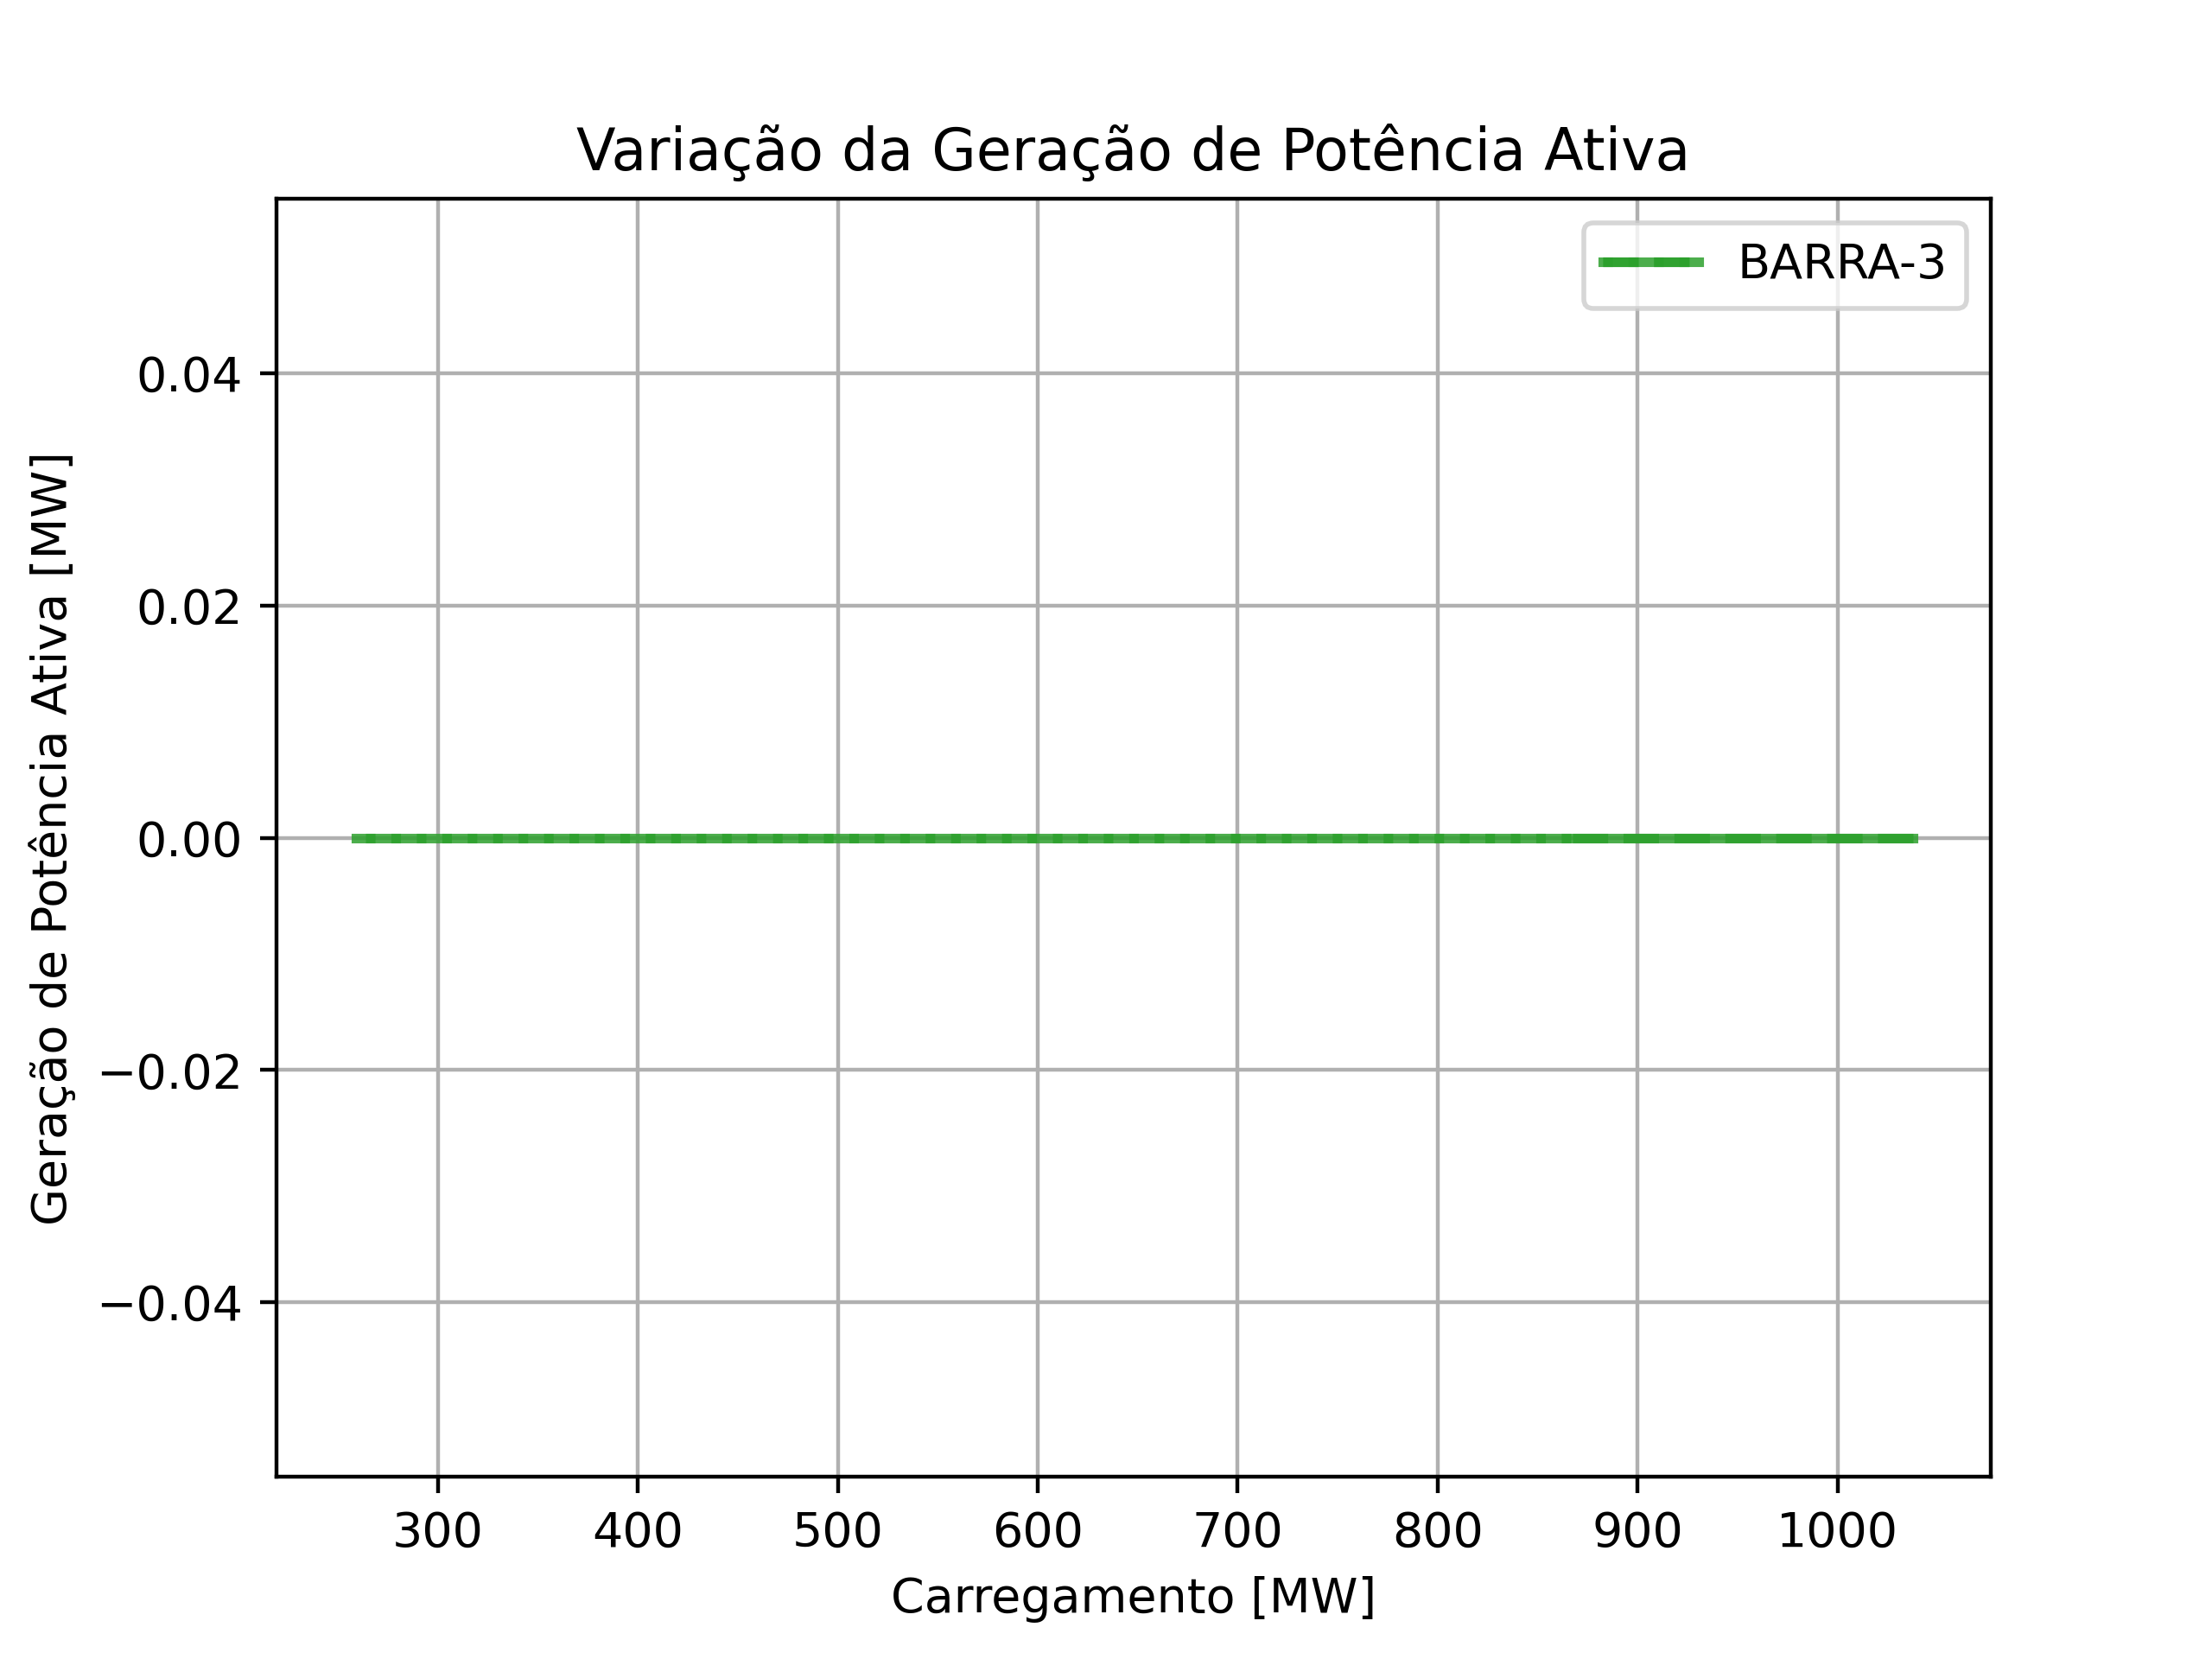 Variação da Geração de Potência Ativa
BARRA-3
Geração de Potência Ativa [MW]
0.04
0.02
0.00
−0.02
−0.04
300 400 500 600 700 800 900 1000
Carregamento [MW]